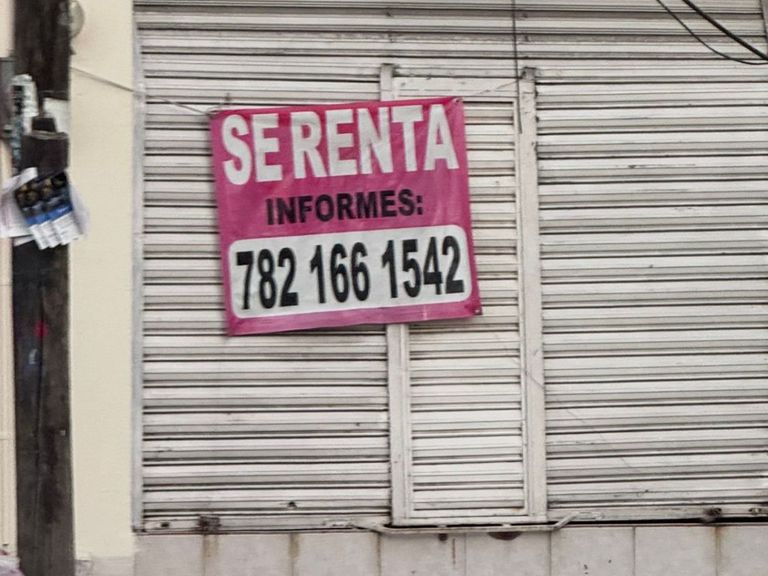 SE RENTA
INFORMES:
782 166 1542